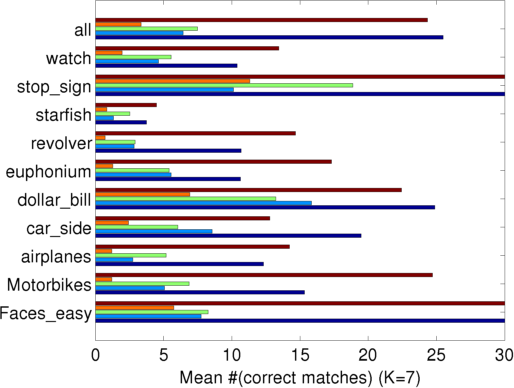 all
watch
stop_sign
starfish
revolver
euphonium
dollar_bill
car_side
airplanes
Motorbikes
Faces_easy
0 5 10 15 20 25 30
Mean #(correct matches) (K=7)